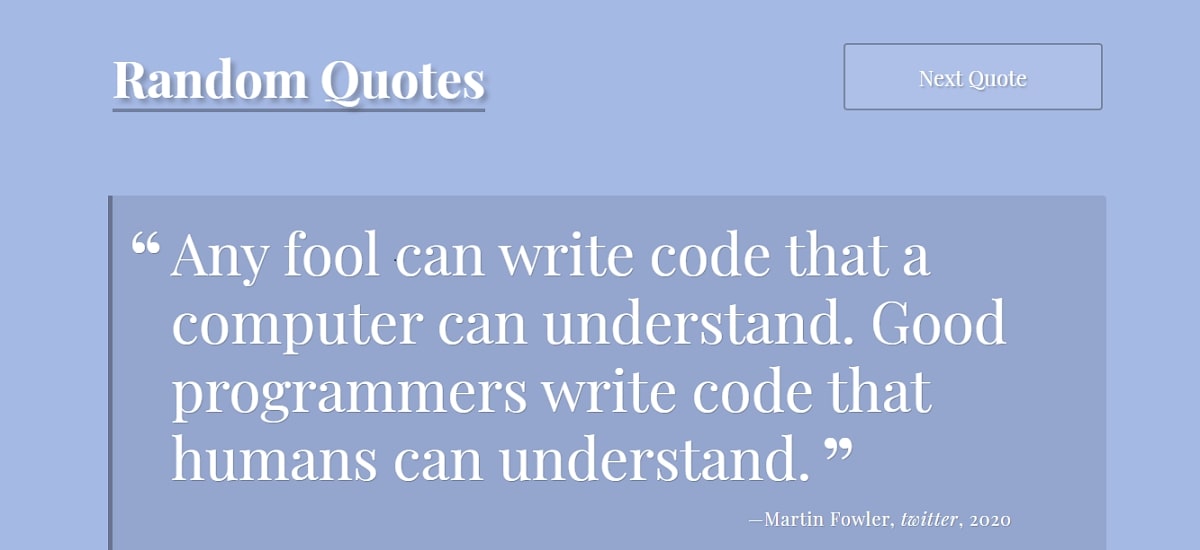 Random Quotes
Next Quote
“ Any fool can write code that a
computer can understand. Good
programmers write code that
humans can understand. ”
—Martin Fowler, twitter, 2020